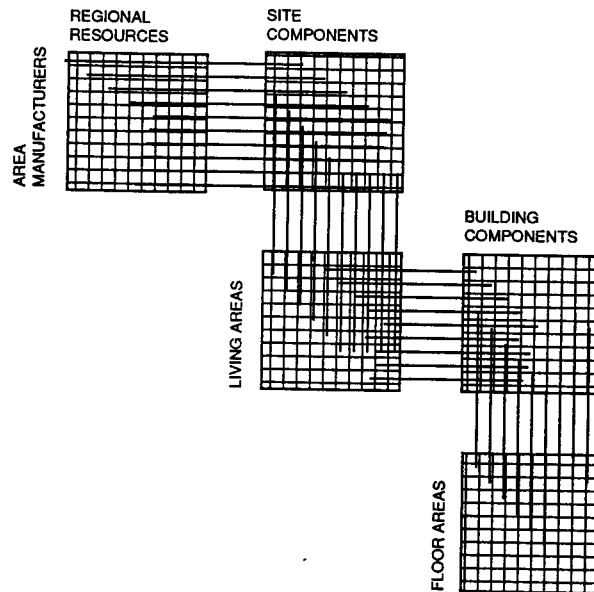 REGIONAL
RESOURCES
SITE
COMPONENTS
AREA
MANUFACTURERS
BUILDING
COMPONENTS
LIVING AREAS
FLOOR AREAS